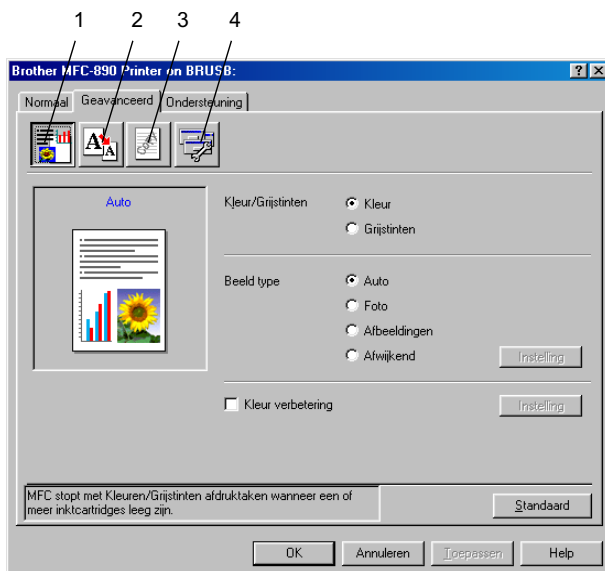 1 2 3 4
Brother MFC-890 Printer on BRUSB:
Normaal Geavanceerd Ondersteuning
Auto
Kleur/Grijstinten Kleur
Grijstinten
Beeld type Auto
Foto
Afbeeldingen
Afwijkend Instelling
Kleur verbetering Instelling
MFC stopt met Kleuren/Grijstinten afdruktaken wanneer een of
meer inktcartridges leeg zijn.
Standaard
OK Annuleren Toepassen Help